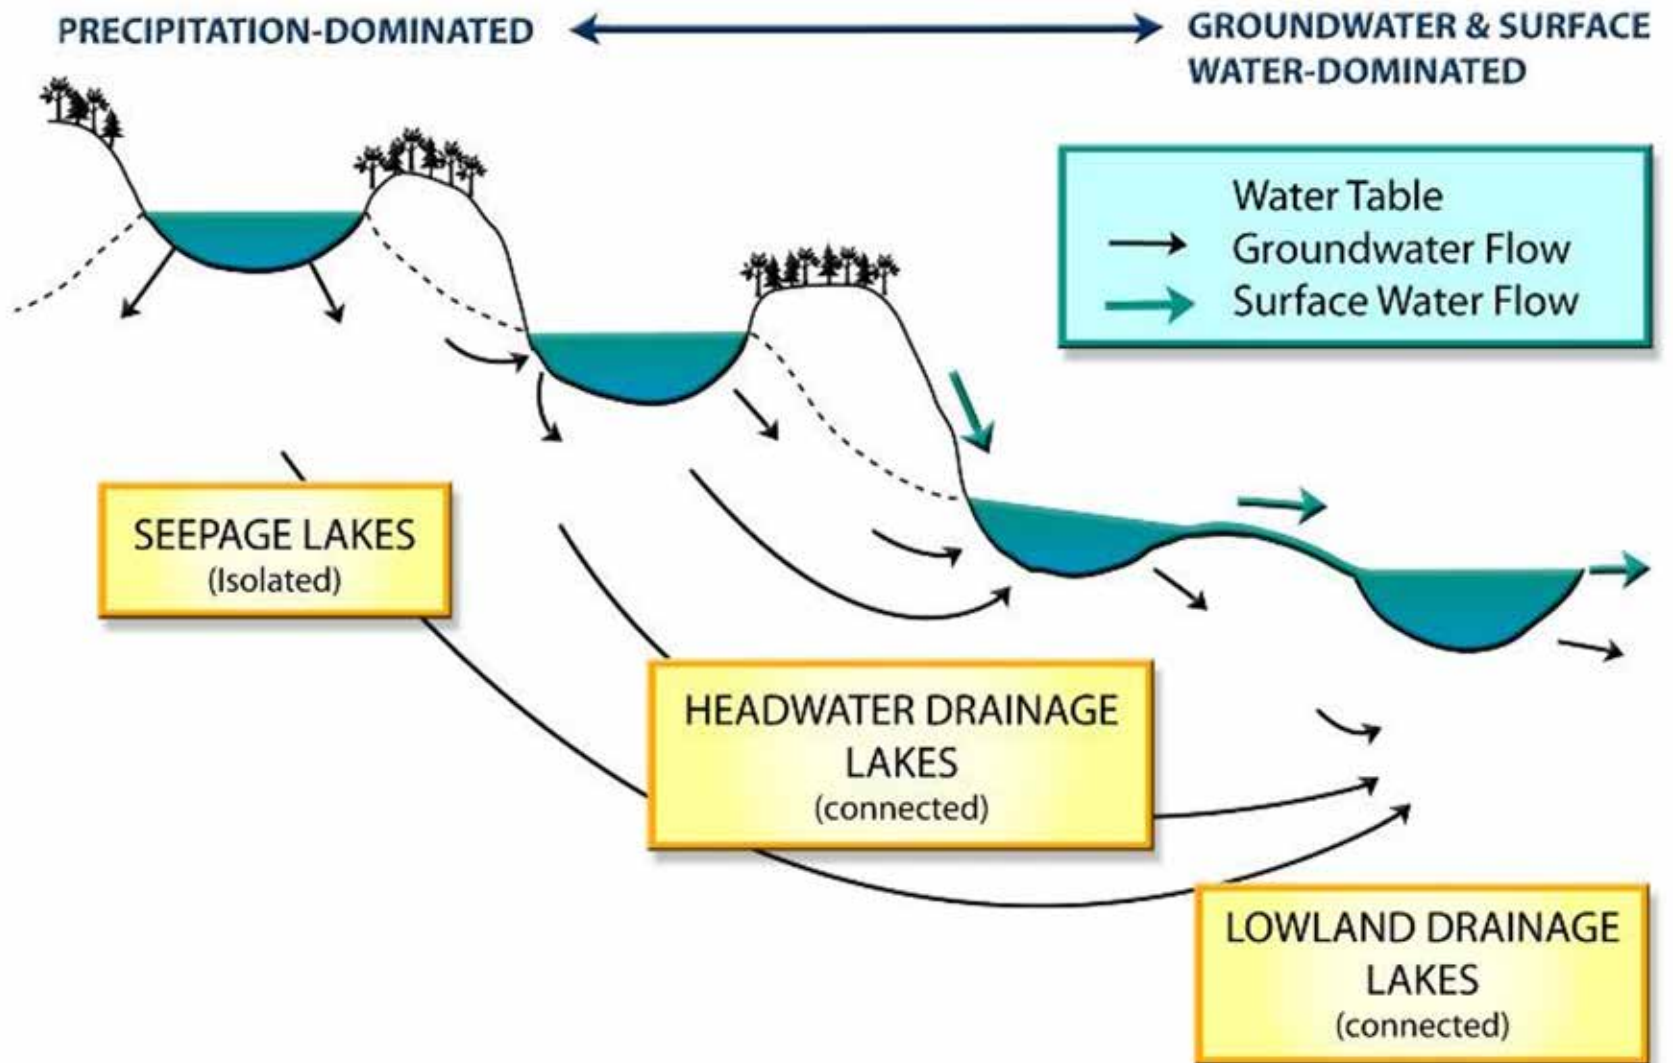 PRECIPITATION-DOMINATED
GROUNDWATER & SURFACE
WATER-DOMINATED
Water Table
Groundwater Flow
Surface Water Flow
SEEPAGE LAKES
(Isolated)
HEADWATER DRAINAGE
LAKES
(connected)
LOWLAND DRAINAGE
LAKES
(connected)